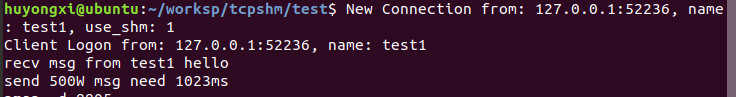 huyongxi@ubuntu:~/worksp/tcpshm/test$ New Connection from: 127.0.0.1:52236, name
: test1, use_shm: 1
Client Logon from: 127.0.0.1:52236, name: test1
recv msg from test1 hello
send 500W msg need 1023ms